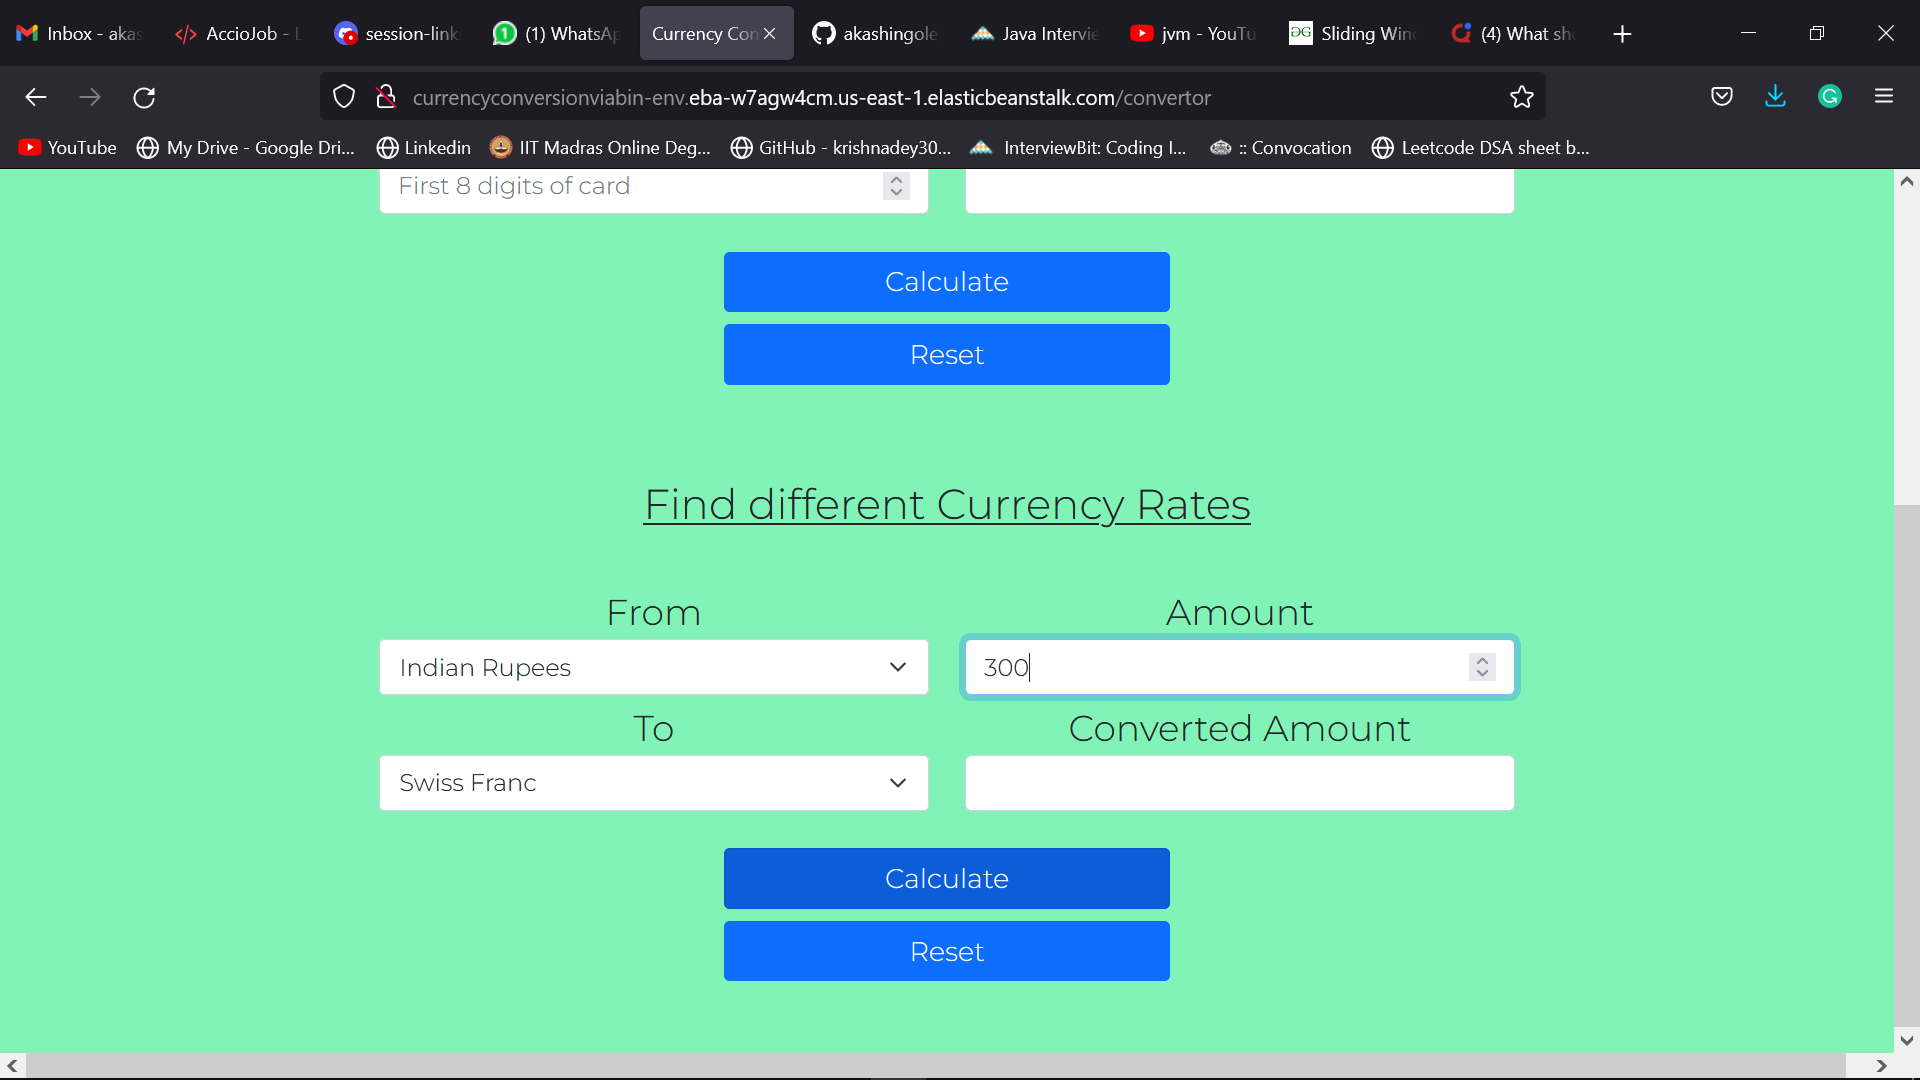 Inbox - akas
AccioJob - L
session-link
(1) WhatsAp
Currency Con
akashingole
Java Intervie
jvm - YouTu
Sliding Wind
(4) What sh
currencyconversionviabin-env.eba-w7agw4cm.us-east-1.elasticbeanstalk.com/convertor
YouTube
My Drive - Google Dri...
Linkedin
IIT Madras Online Deg...
GitHub - krishnadey30...
InterviewBit: Coding I...
:: Convocation
Leetcode DSA sheet b...
First 8 digits of card
Calculate
Reset
Find different Currency Rates
From
Amount
Indian Rupees
300
To
Converted Amount
Swiss Franc
Calculate
Reset